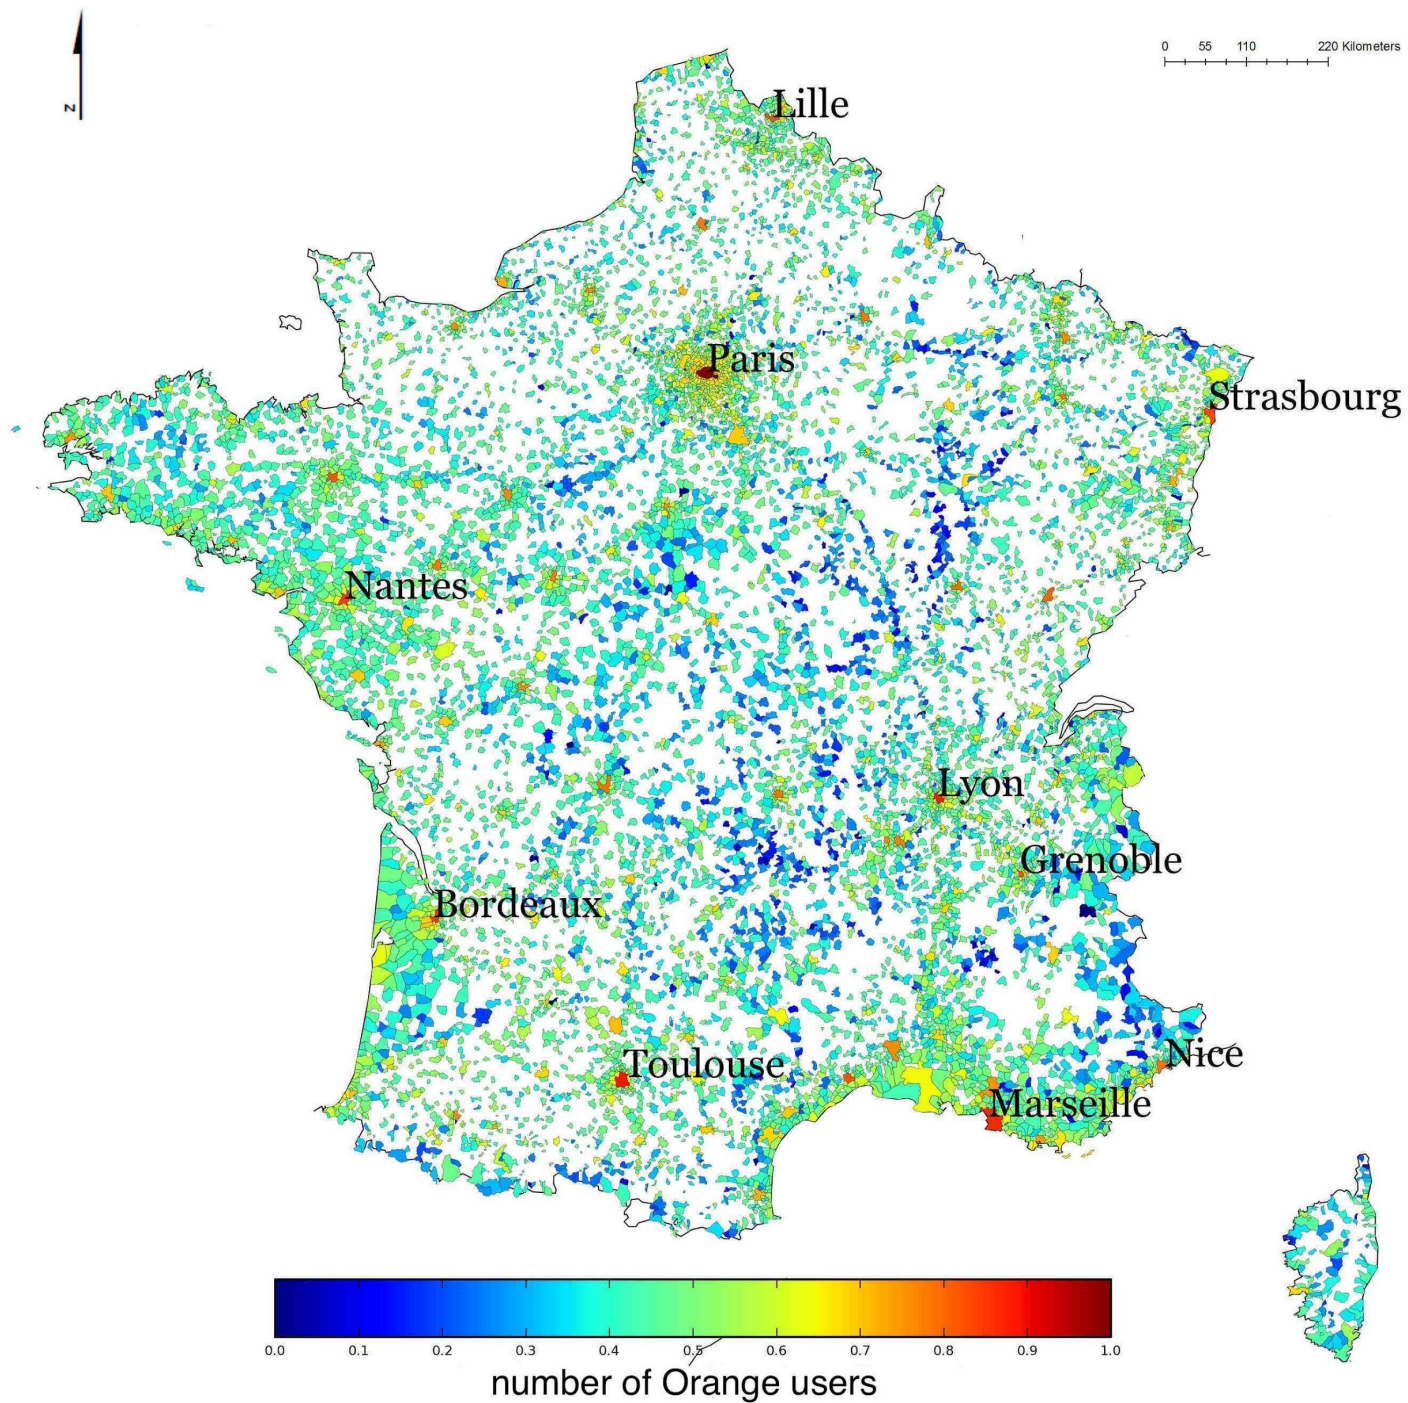 0 55 110 220 Kilometers
N
Lille
Paris
Strasbourg
Nantes
Lyon
Grenoble
Bordeaux
Nice
Toulouse
Marseille
0.0 0.1 0.2 0.3 0.4 0.5 0.6 0.7 0.8 0.9 1.0
number of Orange users